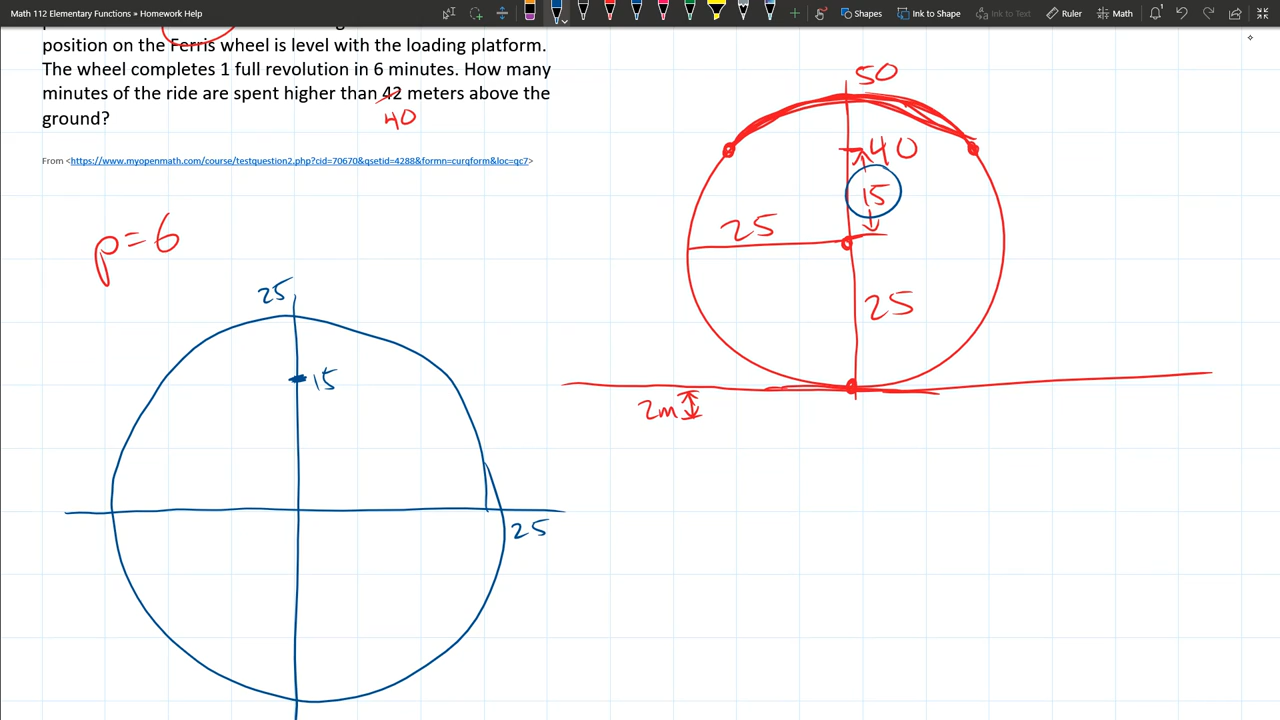 Math 112 Elementary Functions » Homework Help
Shapes
Ink to Shape
Ink to Text
Ruler
Math
position on the Ferris wheel is level with the loading platform.
The wheel completes 1 full revolution in 6 minutes. How many
minutes of the ride are spent higher than 42 meters above the
40
ground?
From <https://www.myopenmath.com/course/testquestion2.php?cid=70670&qsetid=4288&formn=curqform&loc=qc7>
50
40
15
25
25
2m
p=6
25
15
25